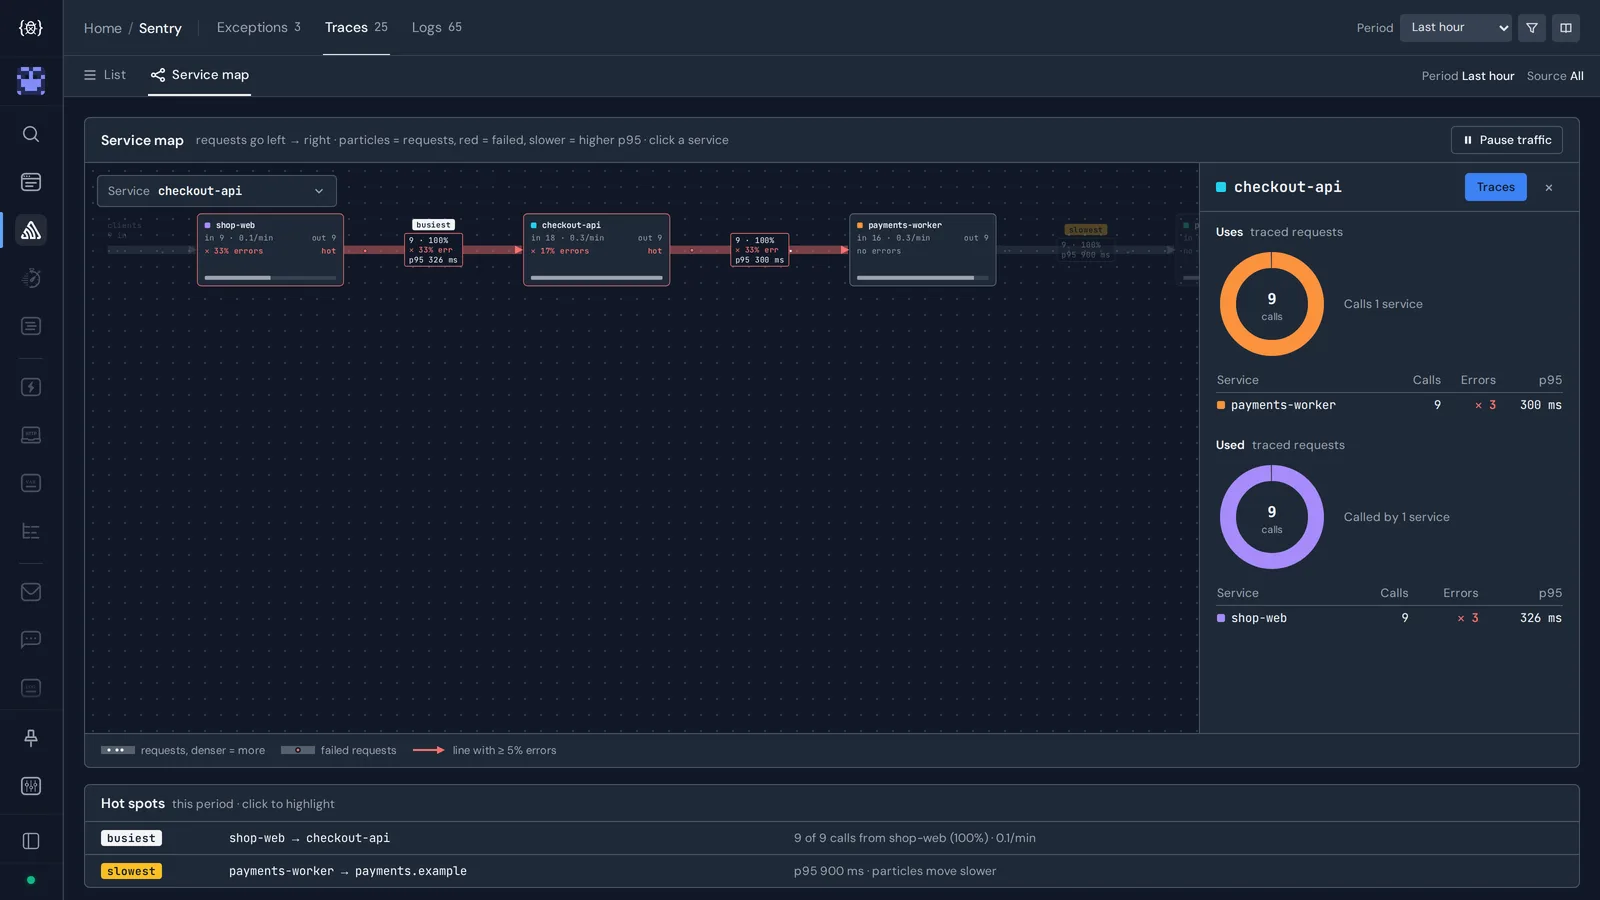 Home / Sentry
Exceptions 3
Traces 25
Logs 65
Period Last hour
List
Service map
Period Last hour Source All
Service map requests go left → right · particles = requests, red = failed, slower = higher p95 · click a service
Pause traffic
Service checkout-api
clients
in
shop-web
in 9 · 0.1/min out 9
× 33% errors hot
busiest
9 · 100%
× 33% err
p95 326 ms
checkout-api
in 18 · 0.3/min out 9
× 17% errors hot
9 · 100%
× 33% err
p95 300 ms
payments-worker
in 16 · 0.3/min out 9
no errors
slowest
9 · 100%
p95 900 ms
checkout-api
Traces ×
Uses traced requests
9
calls
Calls 1 service
Service Calls Errors p95
payments-worker 9 × 3 300 ms
Used traced requests
9
calls
Called by 1 service
Service Calls Errors p95
shop-web 9 × 3 326 ms
requests, denser = more
failed requests
line with ≥ 5% errors
Hot spots this period · click to highlight
busiest shop-web → checkout-api 9 of 9 calls from shop-web (100%) · 0.1/min
slowest payments-worker → payments.example p95 900 ms · particles move slower